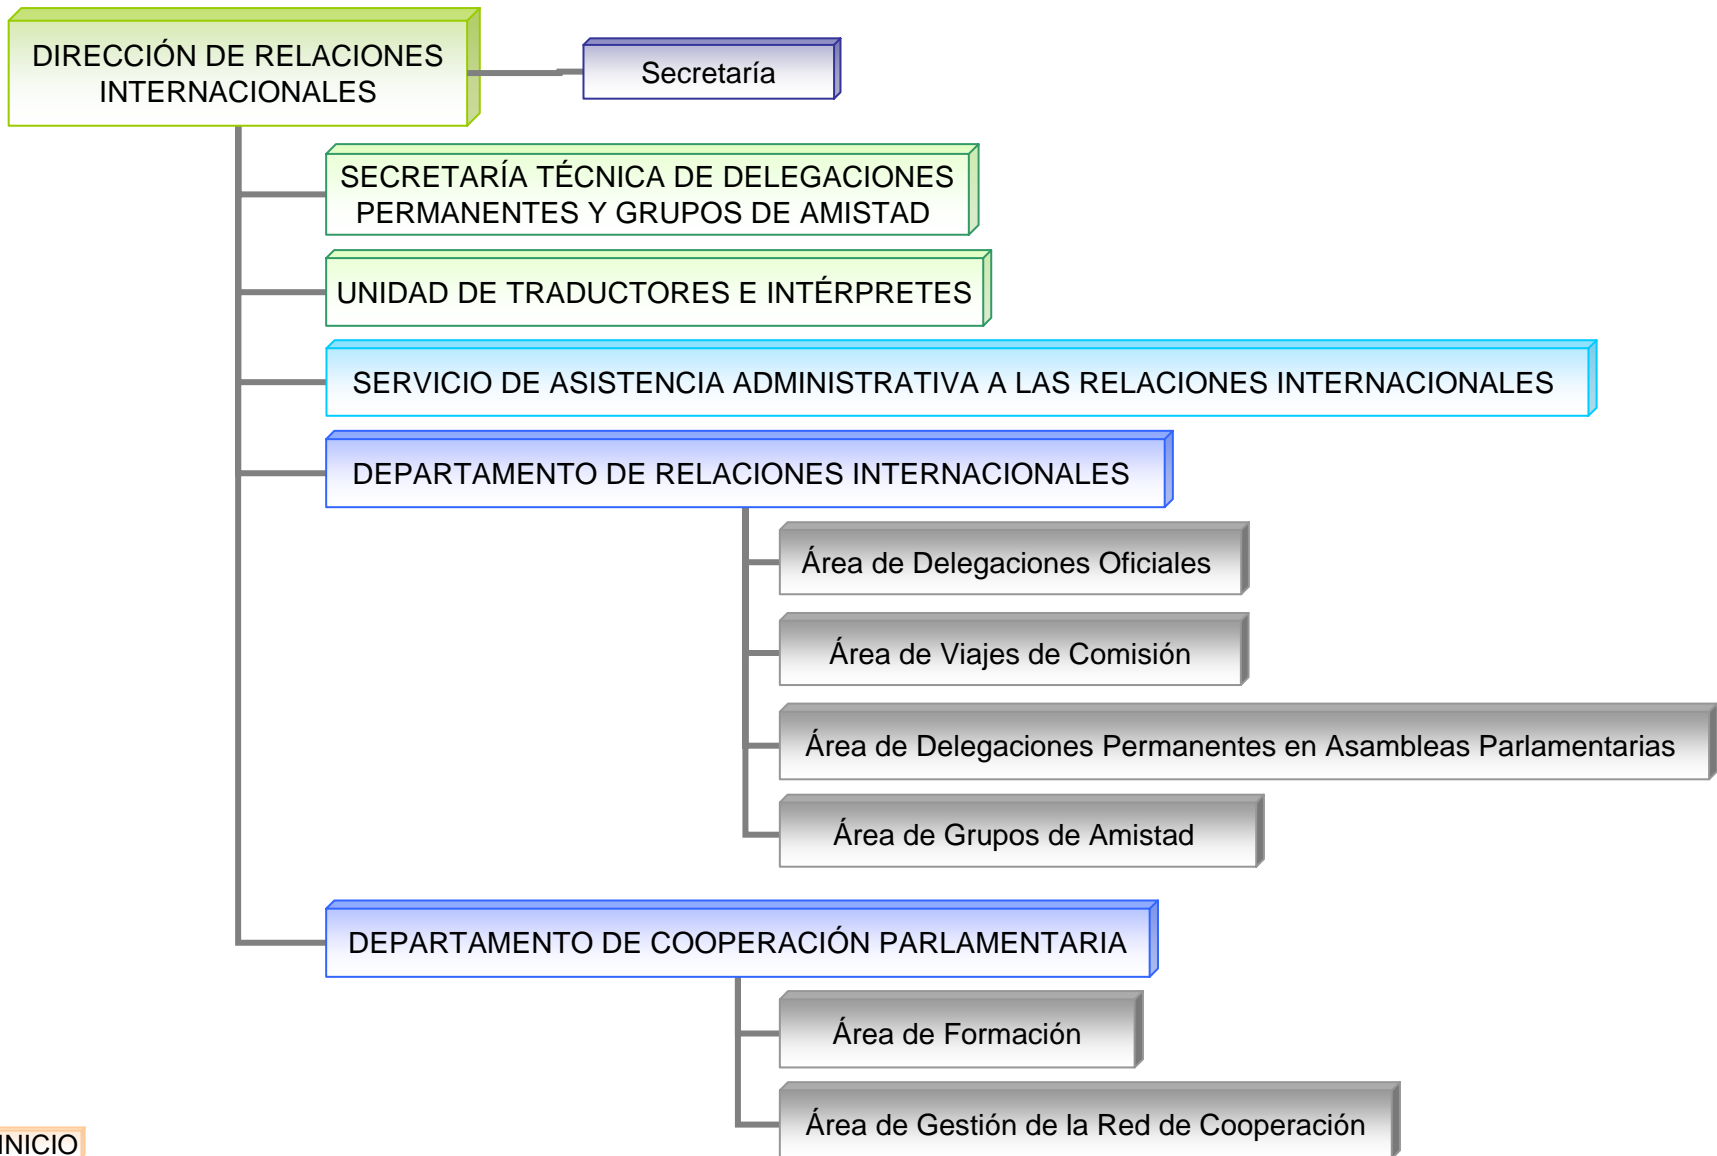 DIRECCIÓN DE RELACIONES
INTERNACIONALES
Secretaría
SECRETARÍA TÉCNICA DE DELEGACIONES
PERMANENTES Y GRUPOS DE AMISTAD
UNIDAD DE TRADUCTORES E INTÉRPRETES
SERVICIO DE ASISTENCIA ADMINISTRATIVA A LAS RELACIONES INTERNACIONALES
DEPARTAMENTO DE RELACIONES INTERNACIONALES
Área de Delegaciones Oficiales
Área de Viajes de Comisión
Área de Delegaciones Permanentes en Asambleas Parlamentarias
Área de Grupos de Amistad
DEPARTAMENTO DE COOPERACIÓN PARLAMENTARIA
Área de Formación
Área de Gestión de la Red de Cooperación
INICIO